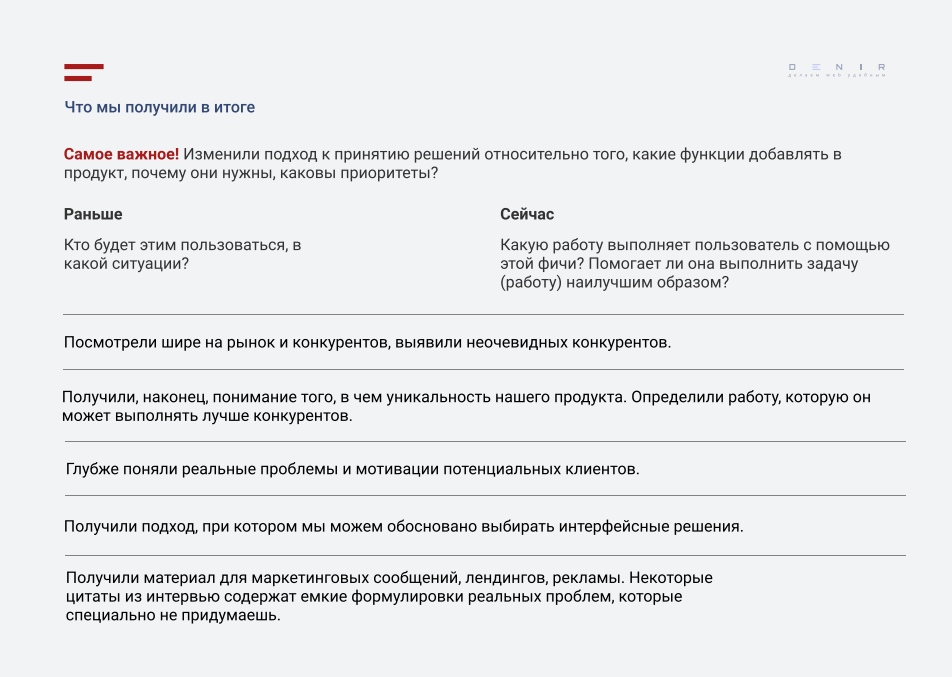 DENIR
делаем веб удобным
Что мы получили в итоге
Самое важное! Изменили подход к принятию решений относительно того, какие функции добавлять в
продукт, почему они нужны, каковы приоритеты?
Раньше
Кто будет этим пользоваться, в
какой ситуации?
Сейчас
Какую работу выполняет пользователь с помощью
этой фичи? Помогает ли она выполнить задачу
(работу) наилучшим образом?
Посмотрели шире на рынок и конкурентов, выявили неочевидных конкурентов.
Получили, наконец, понимание того, в чем уникальность нашего продукта. Определили работу, которую он
может выполнять лучше конкурентов.
Глубже поняли реальные проблемы и мотивации потенциальных клиентов.
Получили подход, при котором мы можем обосновано выбирать интерфейсные решения.
Получили материал для маркетинговых сообщений, лендингов, рекламы. Некоторые
цитаты из интервью содержат емкие формулировки реальных проблем, которые
специально не придумаешь.